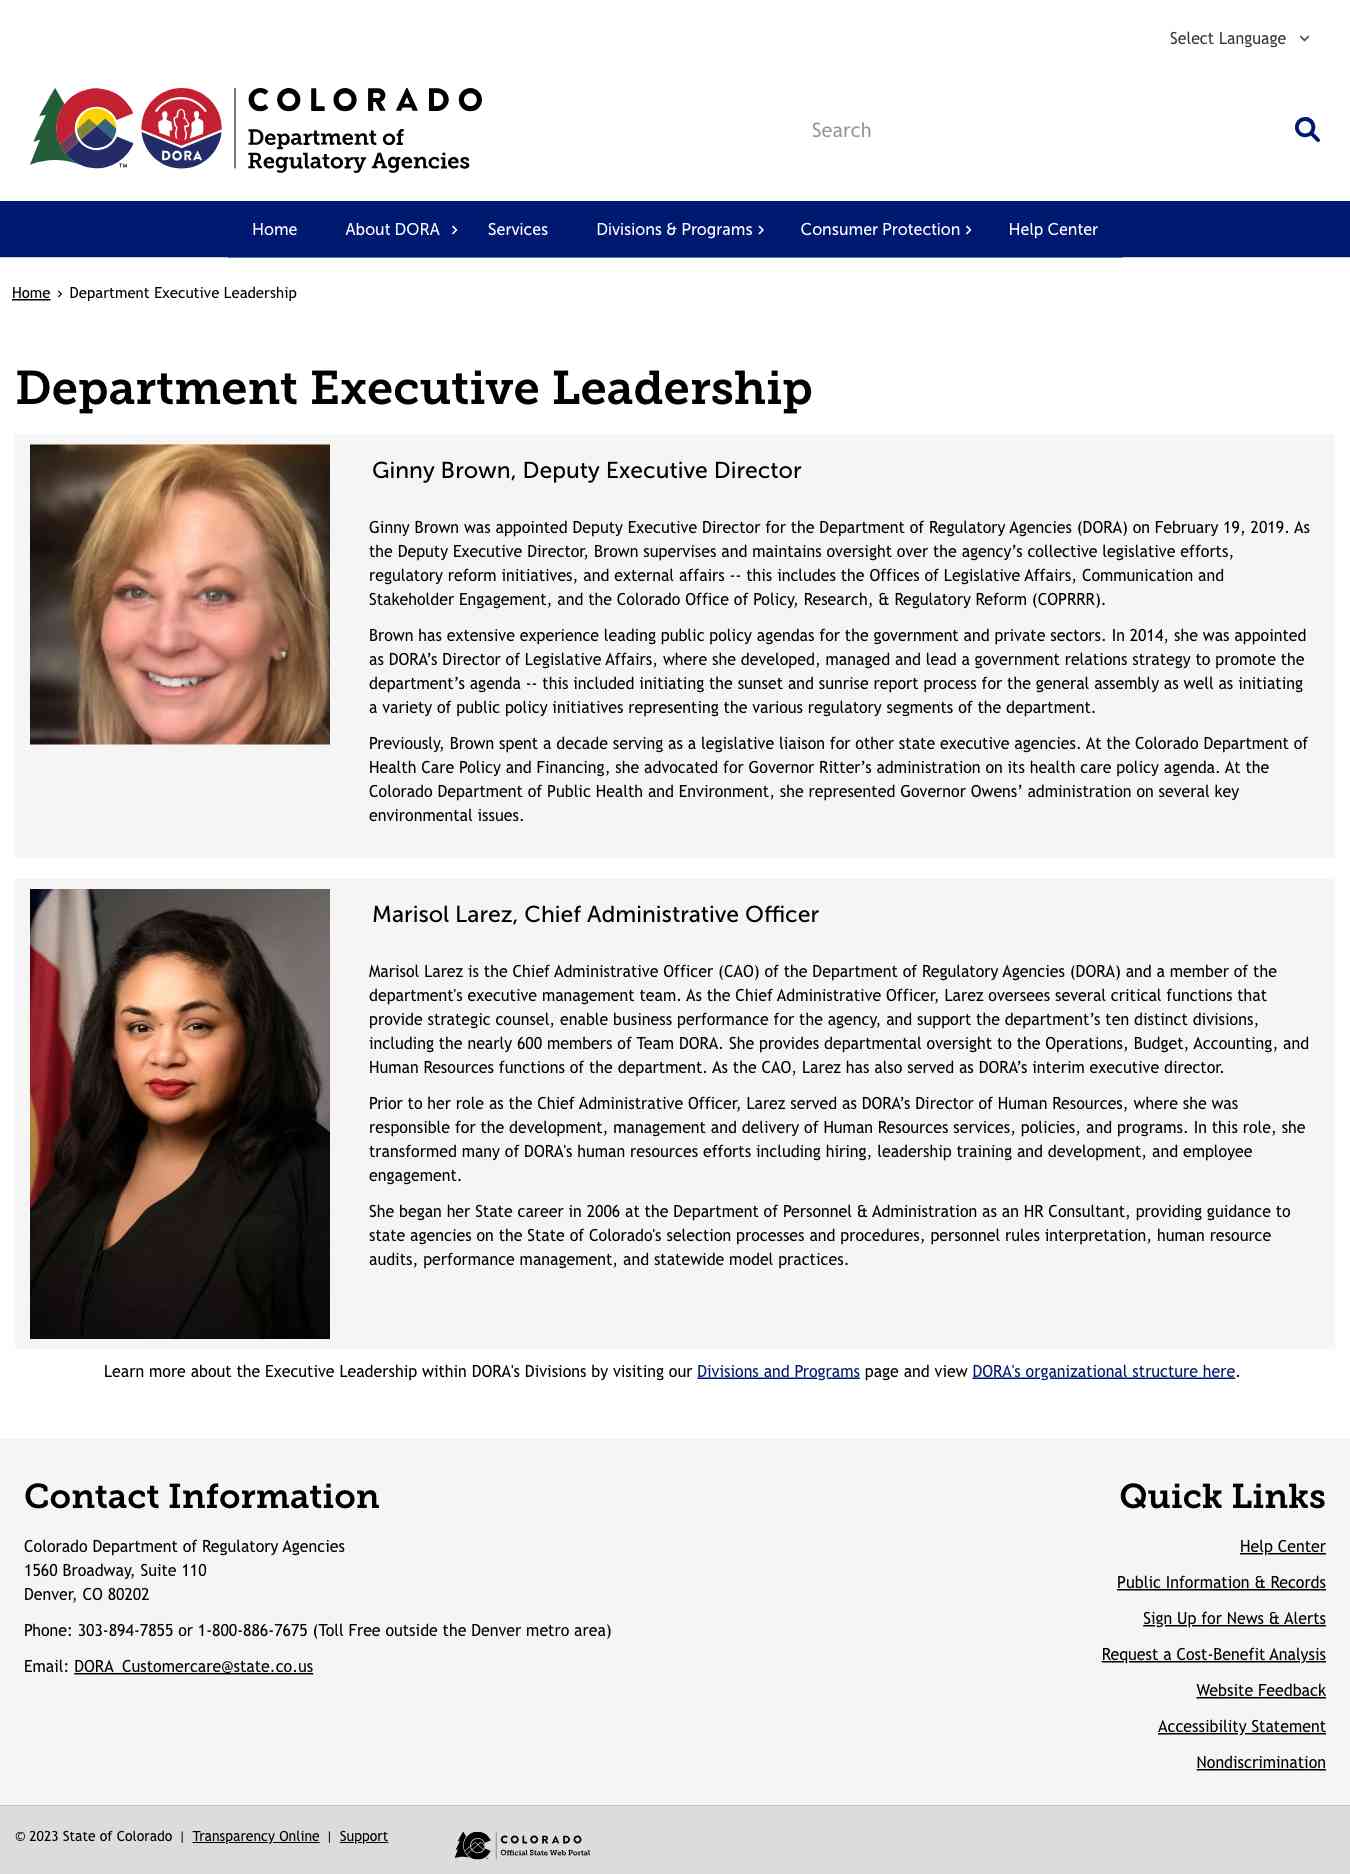 Select Language
COLORADO
Department of
Regulatory Agencies
DORA
TM
Search
Home About DORA Services Divisions & Programs Consumer Protection Help Center
Home › Department Executive Leadership
Department Executive Leadership
Ginny Brown, Deputy Executive Director
Ginny Brown was appointed Deputy Executive Director for the Department of Regulatory Agencies (DORA) on February 19, 2019. As
the Deputy Executive Director, Brown supervises and maintains oversight over the agency’s collective legislative efforts,
regulatory reform initiatives, and external affairs -- this includes the Offices of Legislative Affairs, Communication and
Stakeholder Engagement, and the Colorado Office of Policy, Research, & Regulatory Reform (COPRRR).
Brown has extensive experience leading public policy agendas for the government and private sectors. In 2014, she was appointed
as DORA’s Director of Legislative Affairs, where she developed, managed and lead a government relations strategy to promote the
department’s agenda -- this included initiating the sunset and sunrise report process for the general assembly as well as initiating
a variety of public policy initiatives representing the various regulatory segments of the department.
Previously, Brown spent a decade serving as a legislative liaison for other state executive agencies. At the Colorado Department of
Health Care Policy and Financing, she advocated for Governor Ritter’s administration on its health care policy agenda. At the
Colorado Department of Public Health and Environment, she represented Governor Owens’ administration on several key
environmental issues.
Marisol Larez, Chief Administrative Officer
Marisol Larez is the Chief Administrative Officer (CAO) of the Department of Regulatory Agencies (DORA) and a member of the
department's executive management team. As the Chief Administrative Officer, Larez oversees several critical functions that
provide strategic counsel, enable business performance for the agency, and support the department’s ten distinct divisions,
including the nearly 600 members of Team DORA. She provides departmental oversight to the Operations, Budget, Accounting, and
Human Resources functions of the department. As the CAO, Larez has also served as DORA’s interim executive director.
Prior to her role as the Chief Administrative Officer, Larez served as DORA’s Director of Human Resources, where she was
responsible for the development, management and delivery of Human Resources services, policies, and programs. In this role, she
transformed many of DORA's human resources efforts including hiring, leadership training and development, and employee
engagement.
She began her State career in 2006 at the Department of Personnel & Administration as an HR Consultant, providing guidance to
state agencies on the State of Colorado's selection processes and procedures, personnel rules interpretation, human resource
audits, performance management, and statewide model practices.
Learn more about the Executive Leadership within DORA's Divisions by visiting our Divisions and Programs page and view DORA's organizational structure here.
Contact Information
Colorado Department of Regulatory Agencies
1560 Broadway, Suite 110
Denver, CO 80202
Phone: 303-894-7855 or 1-800-886-7675 (Toll Free outside the Denver metro area)
Email: DORA_Customercare@state.co.us
Quick Links
Help Center
Public Information & Records
Sign Up for News & Alerts
Request a Cost-Benefit Analysis
Website Feedback
Accessibility Statement
Nondiscrimination
© 2023 State of Colorado | Transparency Online | Support
COLORADO
Official State Web Portal